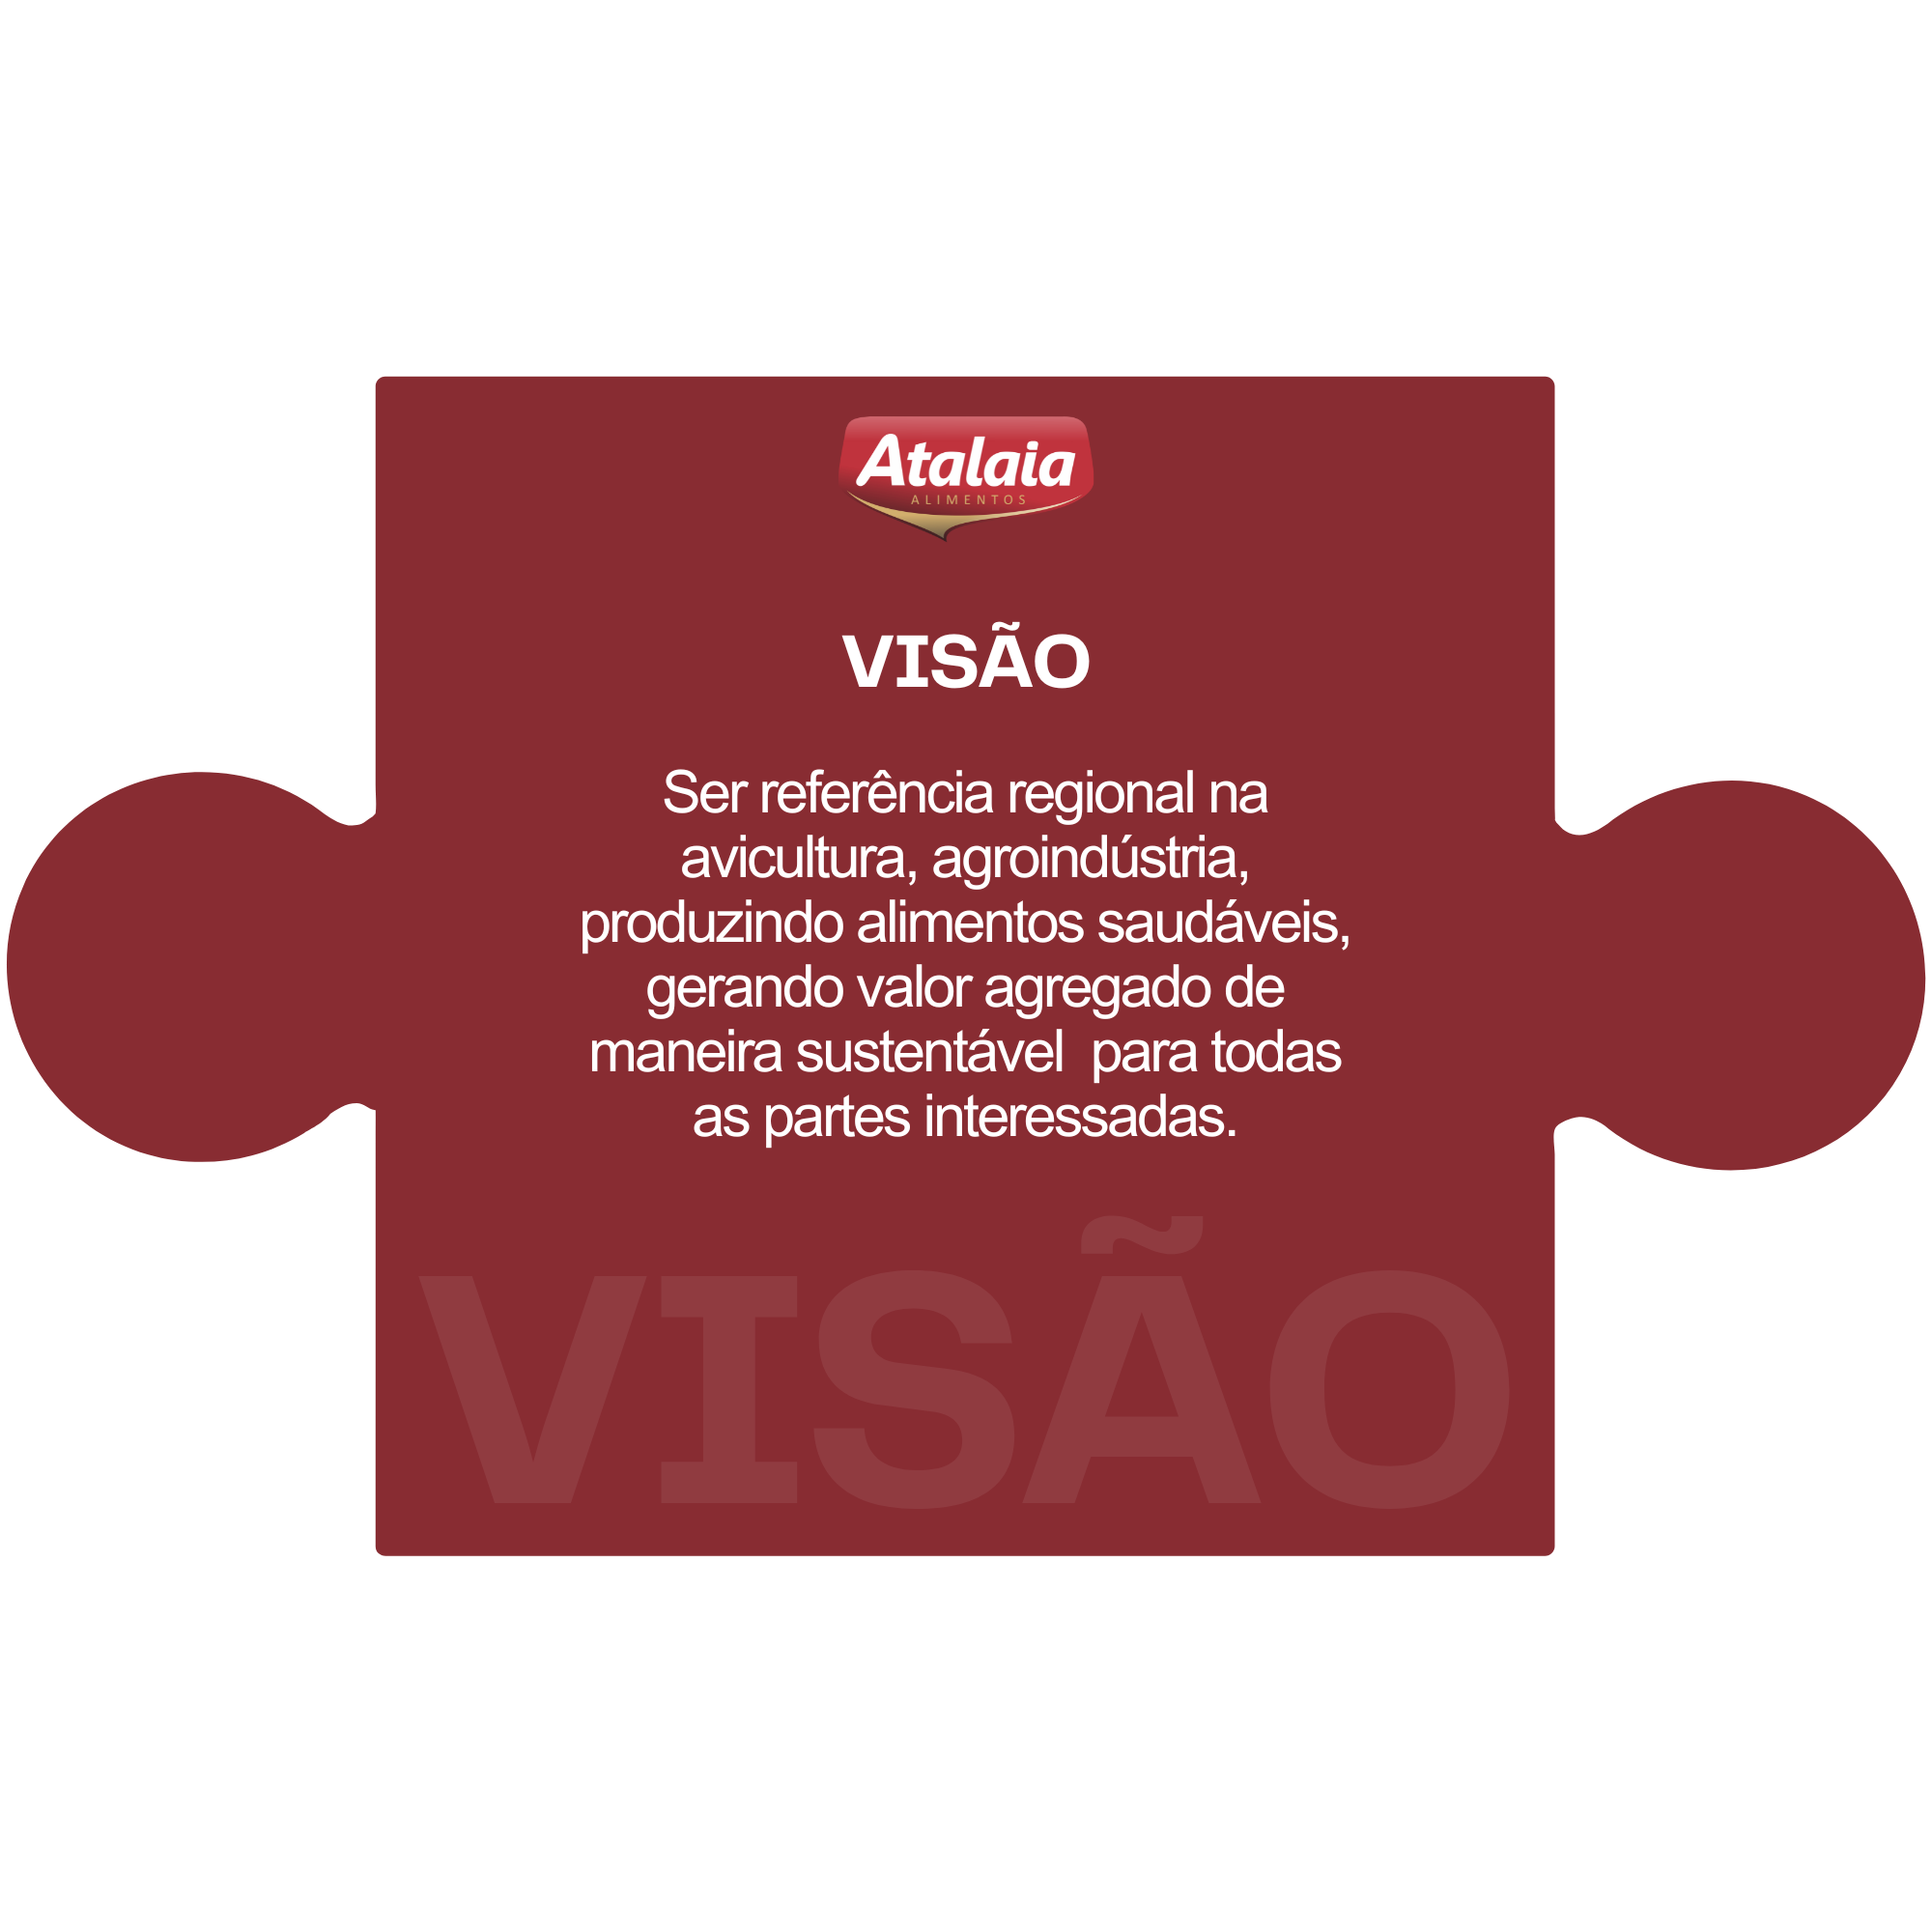 Atalaia
ALIMENTOS
VISÃO
Ser referência regional na
avicultura, agroindústria,
produzindo alimentos saudáveis,
gerando valor agregado de
maneira sustentável  para todas
as partes interessadas.
VISÃO